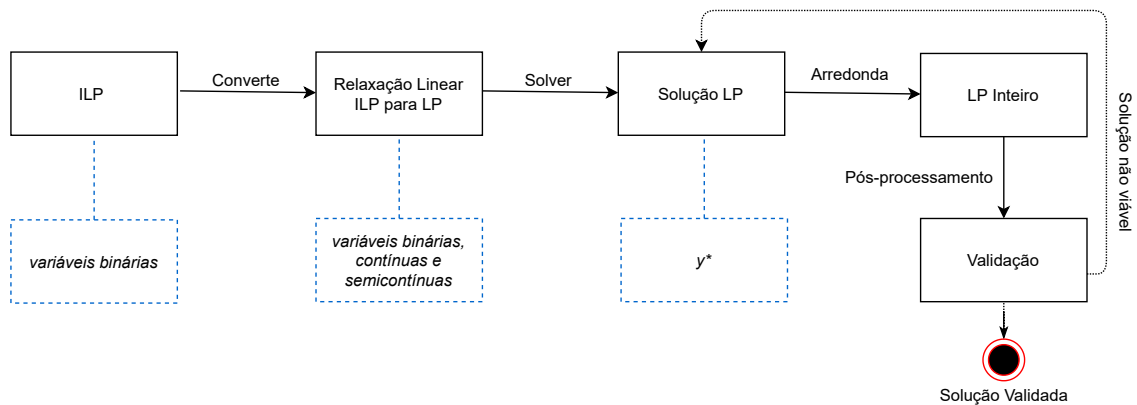 ILP
Converte
Relaxação Linear
ILP para LP
Solver
Solução LP
Arredonda
LP Inteiro
Solução não viável
Pós-processamento
variáveis binárias
variáveis binárias,
contínuas e
semicontínuas
y*
Validação
Solução Validada